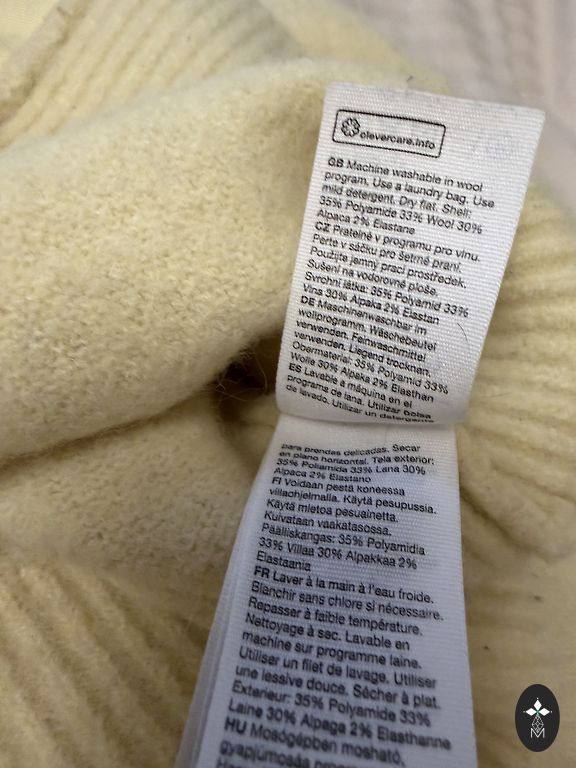 clevercare.info
GB Machine washable in wool
program. Use a laundry bag. Use
mild detergent. Dry flat. Shell:
35% Polyamide 33% Wool 30%
Alpaca 2% Elastane
CZ Pratelné v programu pro vlnu.
Perte v sáčku pro šetrné praní.
Použijte jemný prací prostředek.
Sušení na vodorovné ploše.
Svrchní látka: 35% Polyamid 33%
Vlna 30% Alpaka 2% Elastan
DE Maschinenwaschbar im
wollprogramm. Wäschebeutel
verwenden. Feinwaschmittel
verwenden. Liegend trocknen.
Obermaterial: 35% Polyamid 33%
Wolle 30% Alpaka 2% Elasthan
ES Lavable a máquina en el
programa de lana. Utilizar bolsa
de lavado. Utilizar un detergente
para prendas delicadas. Secar
en plano horizontal. Tela exterior:
35% Poliamida 33% Lana 30%
Alpaca 2% Elastano
FI Voidaan pestä koneessa
villaohjelmalla. Käytä pesupussia.
Käytä mietoa pesuainetta.
Kuivataan vaakatasossa.
Päälliskangas: 35% Polyamidia
33% Villaa 30% Alpakkaa 2%
Elastaania
FR Laver à la main à l'eau froide.
Blanchir sans chlore si nécessaire.
Repasser à faible température.
Nettoyage à sec. Lavable en
machine sur programme laine.
Utiliser un filet de lavage. Utiliser
une lessive douce. Sécher à plat.
Exterieur: 35% Polyamide 33%
Laine 30% Alpaga 2% Elasthanne
HU Mosógépben mosható,
gyapjúmosás
M